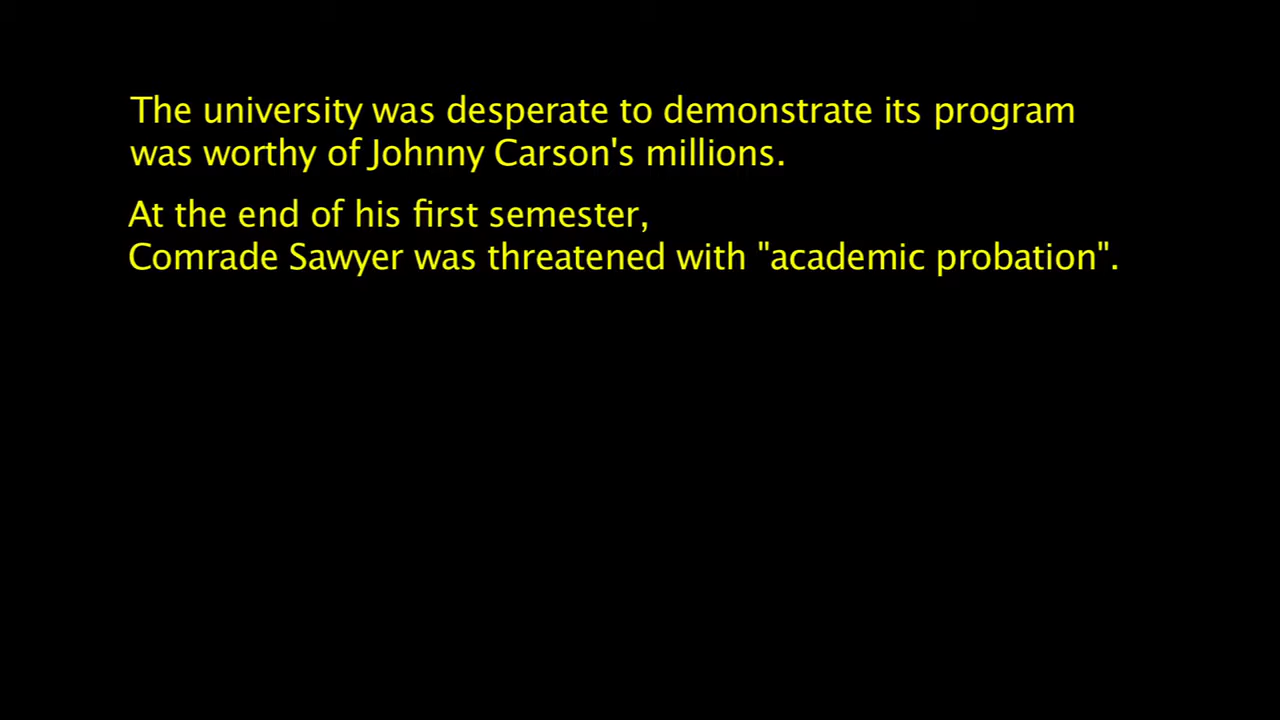 The university was desperate to demonstrate its program
was worthy of Johnny Carson's millions.
At the end of his first semester,
Comrade Sawyer was threatened with "academic probation".